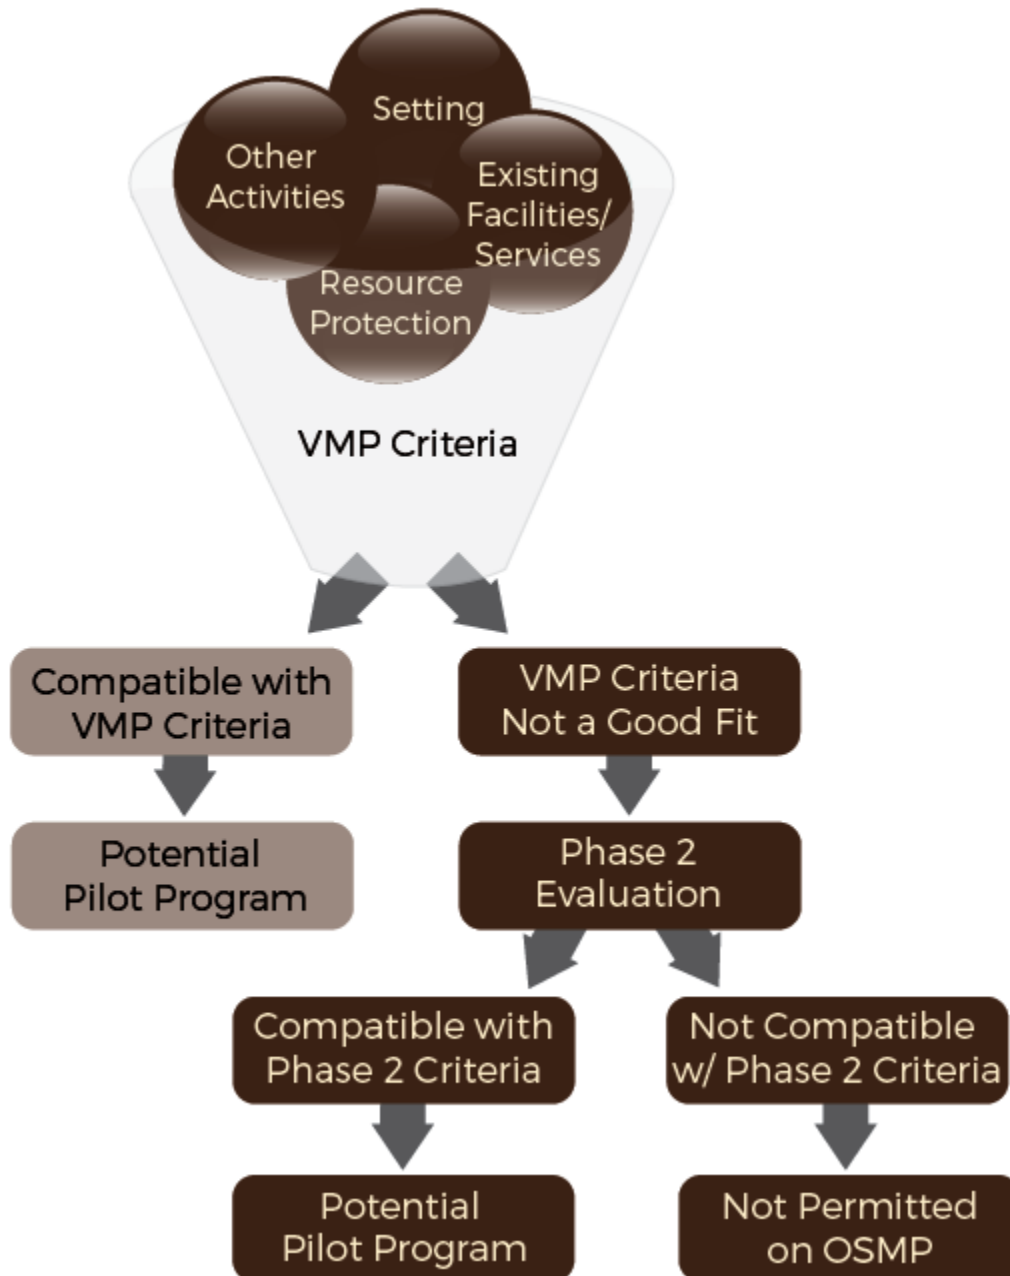 Setting
Other
Activities
Existing
Facilities/
Services
Resource
Protection
VMP Criteria
Compatible with
VMP Criteria
VMP Criteria
Not a Good Fit
Potential
Pilot Program
Phase 2
Evaluation
Compatible with
Phase 2 Criteria
Not Compatible
w/ Phase 2 Criteria
Potential
Pilot Program
Not Permitted
on OSMP